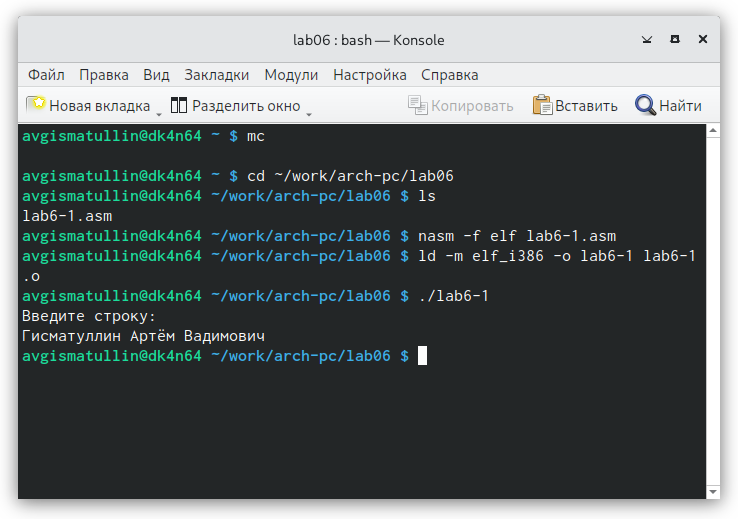 lab06 : bash — Konsole
Файл Правка Вид Закладки Модули Настройка Справка
Новая вкладка Разделить окно Копировать Вставить Найти
avgismatullin@dk4n64 ~ $ mc
avgismatullin@dk4n64 ~ $ cd ~/work/arch-pc/lab06
avgismatullin@dk4n64 ~/work/arch-pc/lab06 $ ls
lab6-1.asm
avgismatullin@dk4n64 ~/work/arch-pc/lab06 $ nasm -f elf lab6-1.asm
avgismatullin@dk4n64 ~/work/arch-pc/lab06 $ ld -m elf_i386 -o lab6-1 lab6-1
.o
avgismatullin@dk4n64 ~/work/arch-pc/lab06 $ ./lab6-1
Введите строку:
Гисматуллин Артём Вадимович
avgismatullin@dk4n64 ~/work/arch-pc/lab06 $